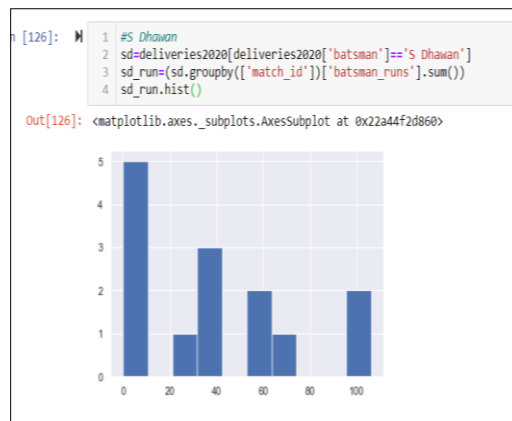 n [126]:
1 #S Dhawan
2 sd=deliveries2020[deliveries2020['batsman']=='S Dhawan']
3 sd_run=(sd.groupby(['match_id'])['batsman_runs'].sum())
4 sd_run.hist()
Out[126]: <matplotlib.axes._subplots.AxesSubplot at 0x22a44f2d860>
5
4
3
2
1
0
0 20 40 60 80 100